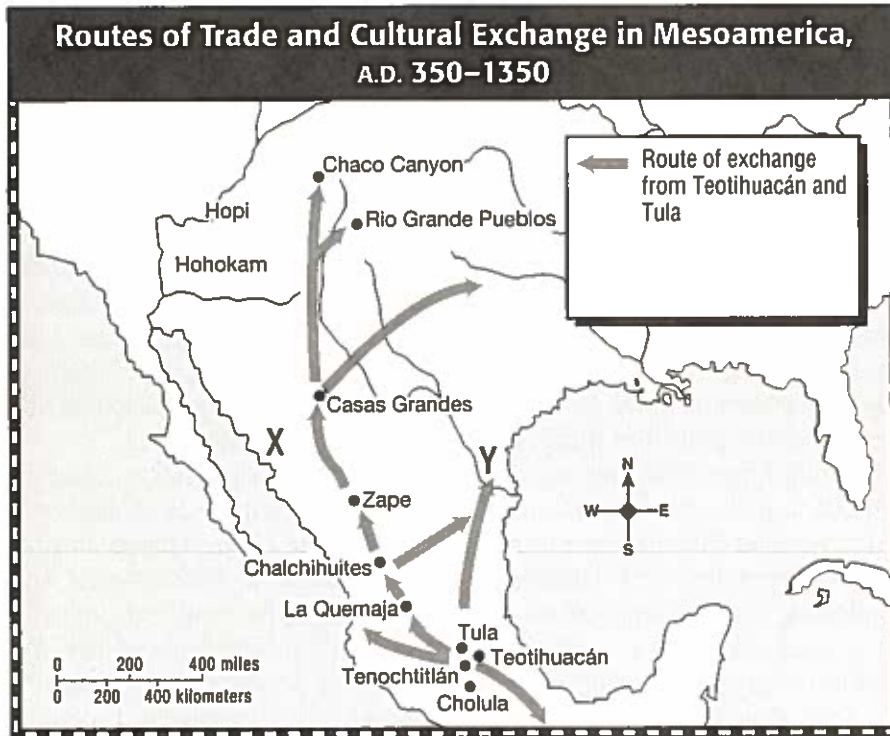 Routes of Trade and Cultural Exchange in Mesoamerica,
A.D. 350–1350
Route of exchange
from Teotihuacán and
Tula
Chaco Canyon
Hopi
Rio Grande Pueblos
Hohokam
Casas Grandes
X
Y
Zape
N
W E
S
Chalchihuites
La Quemaja
Tula
Teotihuacán
Tenochtitlán
Cholula
0 200 400 miles
0 200 400 kilometers